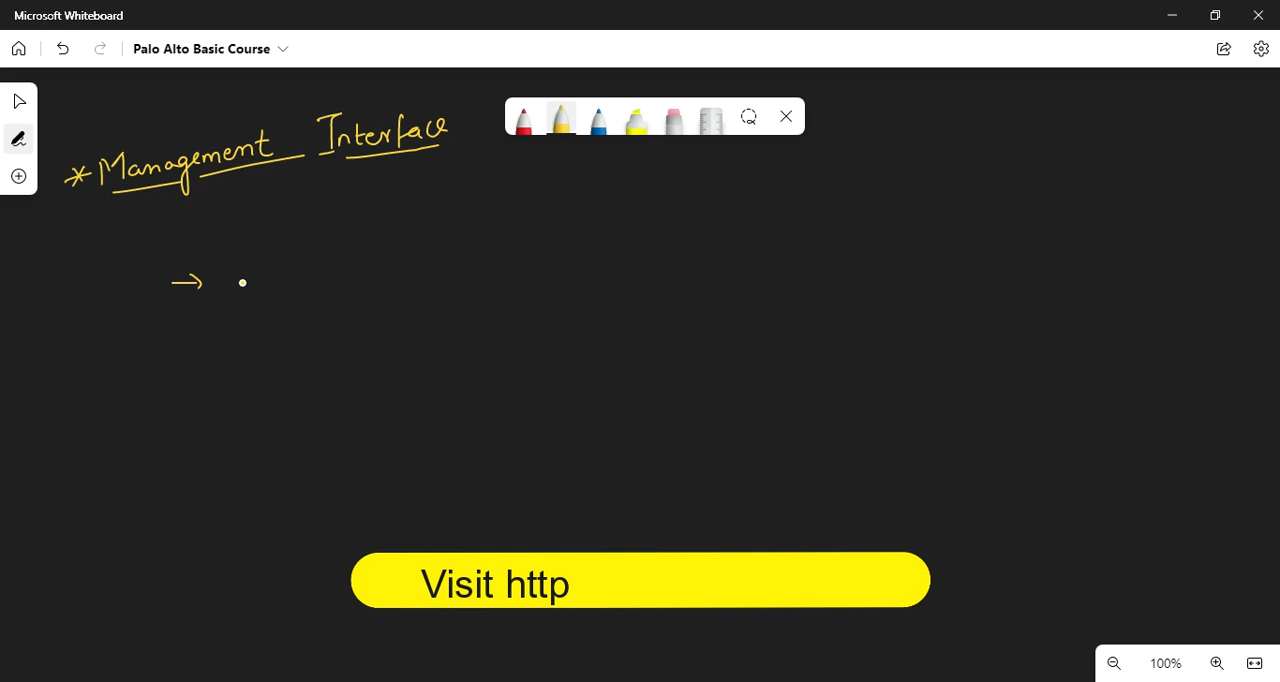 Microsoft Whiteboard
Palo Alto Basic Course
* Management Interface
→
Visit http
100%